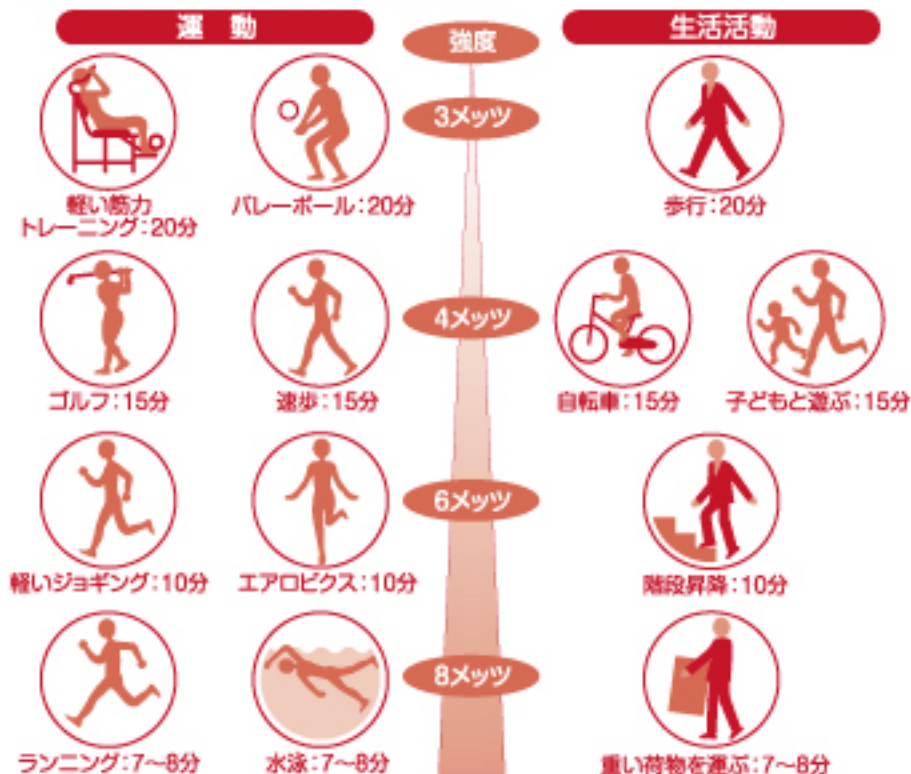 運 動
強度
生活活動
3メッツ
軽い筋力
トレーニング:20分
バレーボール:20分
歩行:20分
4メッツ
ゴルフ:15分
速歩:15分
自転車:15分
子どもと遊ぶ:15分
6メッツ
軽いジョギング:10分
エアロビクス:10分
階段昇降:10分
8メッツ
ランニング:7〜8分
水泳:7〜8分
重い荷物を運ぶ:7〜8分